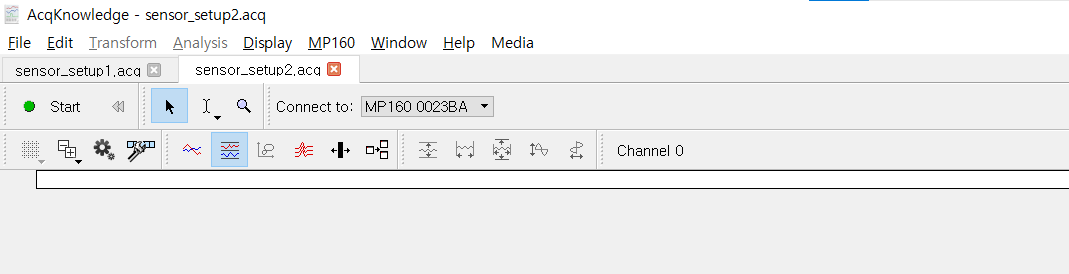 AcqKnowledge - sensor_setup2.acq
File Edit Transform Analysis Display MP160 Window Help Media
sensor_setup1.acq sensor_setup2.acq
Start Connect to: MP160 0023BA
Channel 0